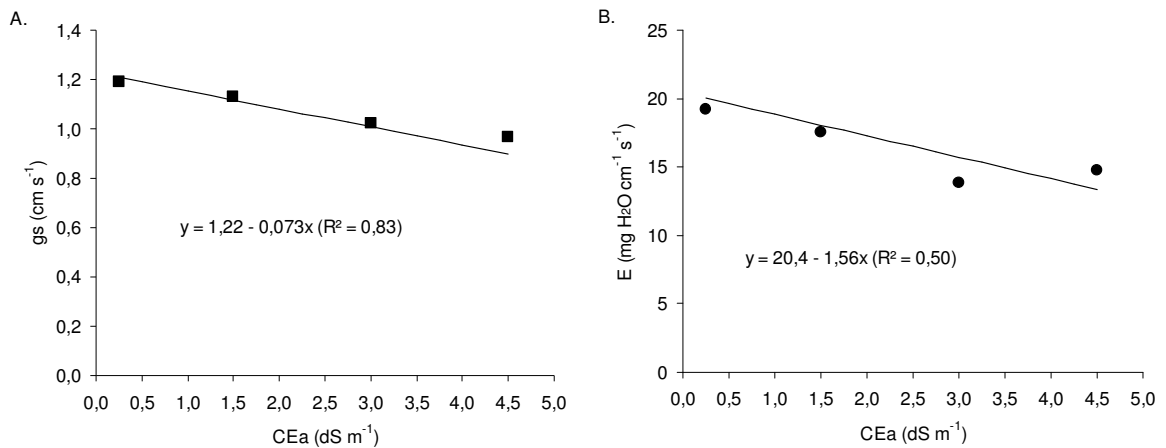 A.
1,4
1,2
1,0
0,8
0,6
0,4
0,2
0,0
gs (cm s⁻¹)
y = 1,22 - 0,073x (R² = 0,83)
0,0 0,5 1,0 1,5 2,0 2,5 3,0 3,5 4,0 4,5 5,0
CEa (dS m⁻¹)
B.
25
20
15
10
5
0
E (mg H₂O cm⁻¹ s⁻¹)
y = 20,4 - 1,56x (R² = 0,50)
0,0 0,5 1,0 1,5 2,0 2,5 3,0 3,5 4,0 4,5 5,0
CEa (dS m⁻¹)